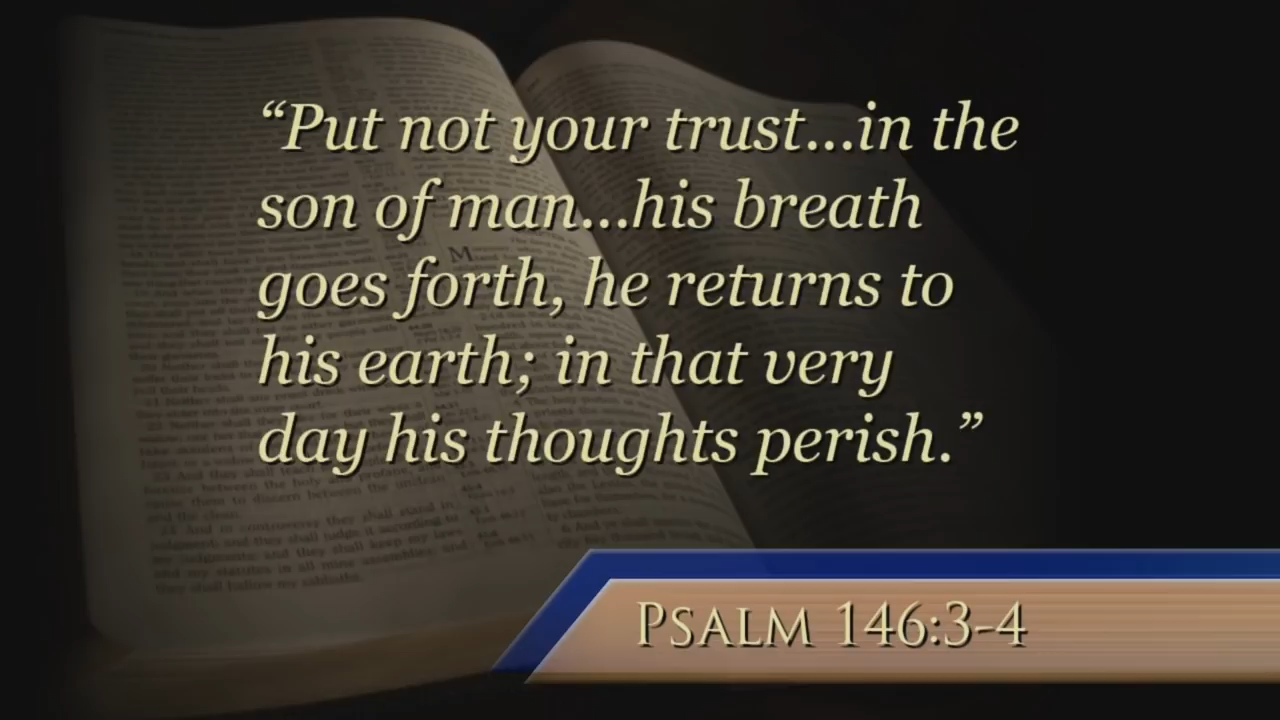 “Put not your trust...in the
son of man...his breath
goes forth, he returns to
his earth; in that very
day his thoughts perish.”
PSALM 146:3-4